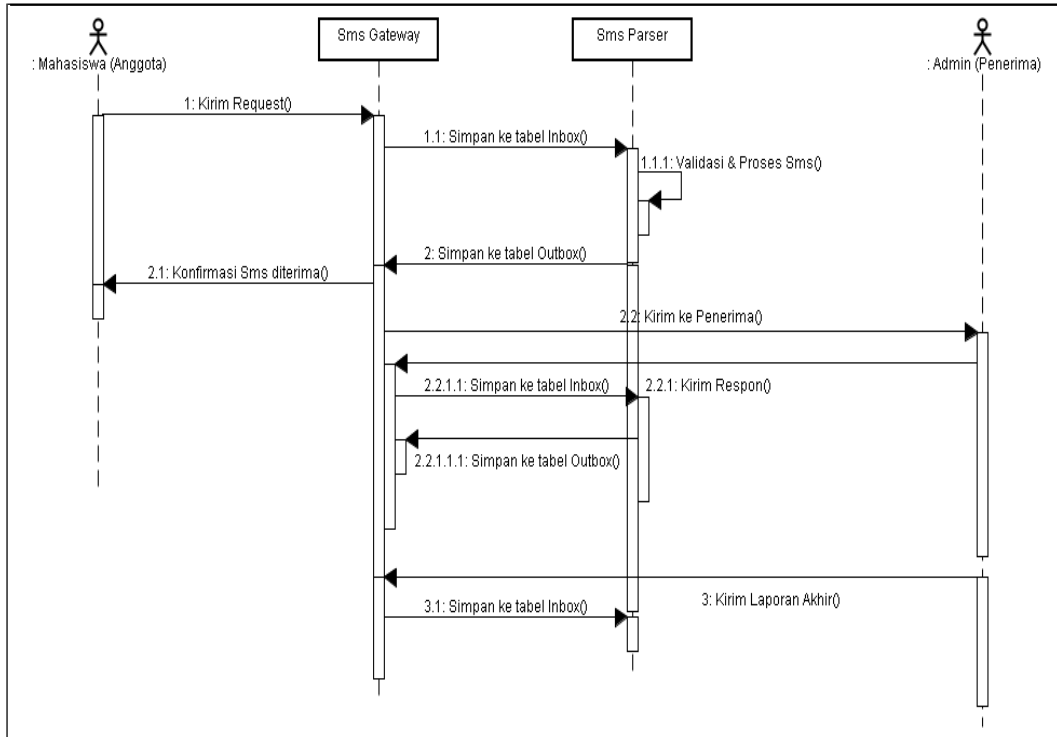 Sms Gateway
Sms Parser
: Mahasiswa (Anggota)
: Admin (Penerima)
1: Kirim Request()
1.1: Simpan ke tabel Inbox()
1.1.1: Validasi & Proses Sms()
2: Simpan ke tabel Outbox()
2.1: Konfirmasi Sms diterima()
2.2: Kirim ke Penerima()
2.2.1.1: Simpan ke tabel Inbox()
2.2.1: Kirim Respon()
2.2.1.1.1: Simpan ke tabel Outbox()
3: Kirim Laporan Akhir()
3.1: Simpan ke tabel Inbox()